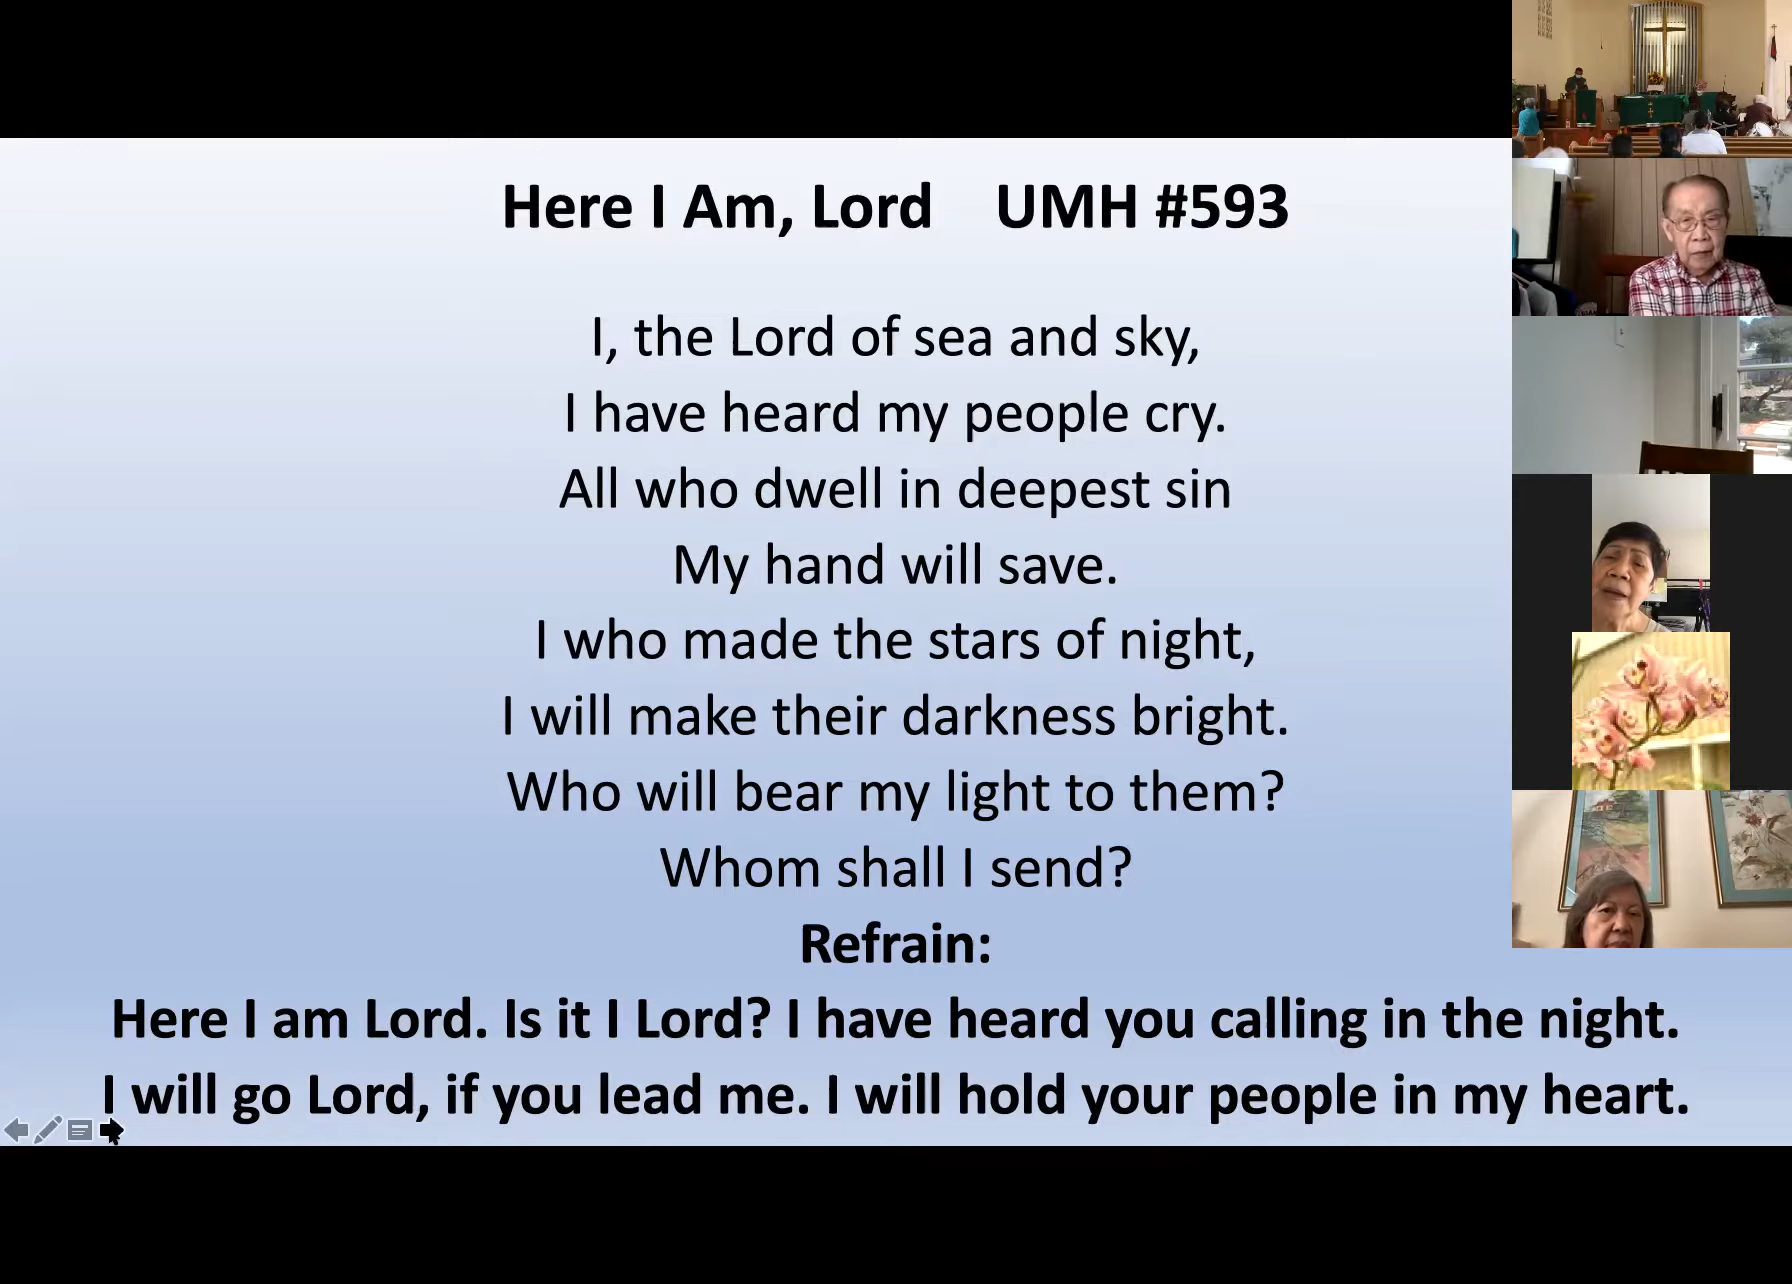 Here I Am, Lord UMH #593
I, the Lord of sea and sky,
I have heard my people cry.
All who dwell in deepest sin
My hand will save.
I who made the stars of night,
I will make their darkness bright.
Who will bear my light to them?
Whom shall I send?
Refrain:
Here I am Lord. Is it I Lord? I have heard you calling in the night.
I will go Lord, if you lead me. I will hold your people in my heart.